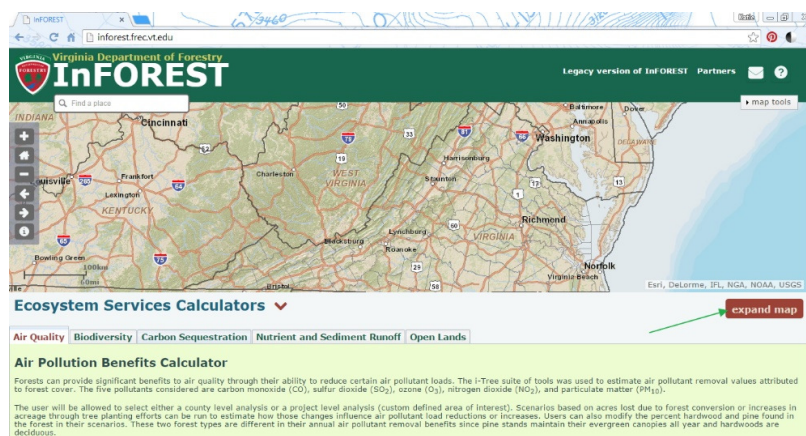 InFOREST
inforest.frec.vt.edu
Virginia Department of Forestry
InFOREST
Legacy version of InFOREST Partners
VIRGINIA
FORESTRY
Find a place
map tools
INDIANA
Cincinnati
Baltimore
Dover
Annapolis
Washington
DELAWARE
Frankfort
Charleston
WEST
VIRGINIA
Harrisonburg
Staunton
Lexington
KENTUCKY
Richmond
Lynchburg
VIRGINIA
Blacksburg
Roanoke
Bowling Green
100km
60mi
Bristol
Norfolk
Virginia Beach
Esri, DeLorme, IFL, NGA, NOAA, USGS
Ecosystem Services Calculators
expand map
Air Quality Biodiversity Carbon Sequestration Nutrient and Sediment Runoff Open Lands
Air Pollution Benefits Calculator
Forests can provide significant benefits to air quality through their ability to reduce certain air pollutant loads. The i-Tree suite of tools was used to estimate air pollutant removal values attributed
to forest cover. The five pollutants considered are carbon monoxide (CO), sulfur dioxide (SO₂), ozone (O₃), nitrogen dioxide (NO₂), and particulate matter (PM₁₀).
The user will be allowed to select either a county level analysis or a project level analysis (custom defined area of interest). Scenarios based on acres lost due to forest conversion or increases in
acreage through tree planting efforts can be run to estimate how those changes influence air pollutant load reductions or increases. Users can also modify the percent hardwood and pine found in
the forest in their scenarios. These two forest types are different in their annual air pollutant removal benefits since pine stands maintain their evergreen canopies all year and hardwoods are
deciduous.